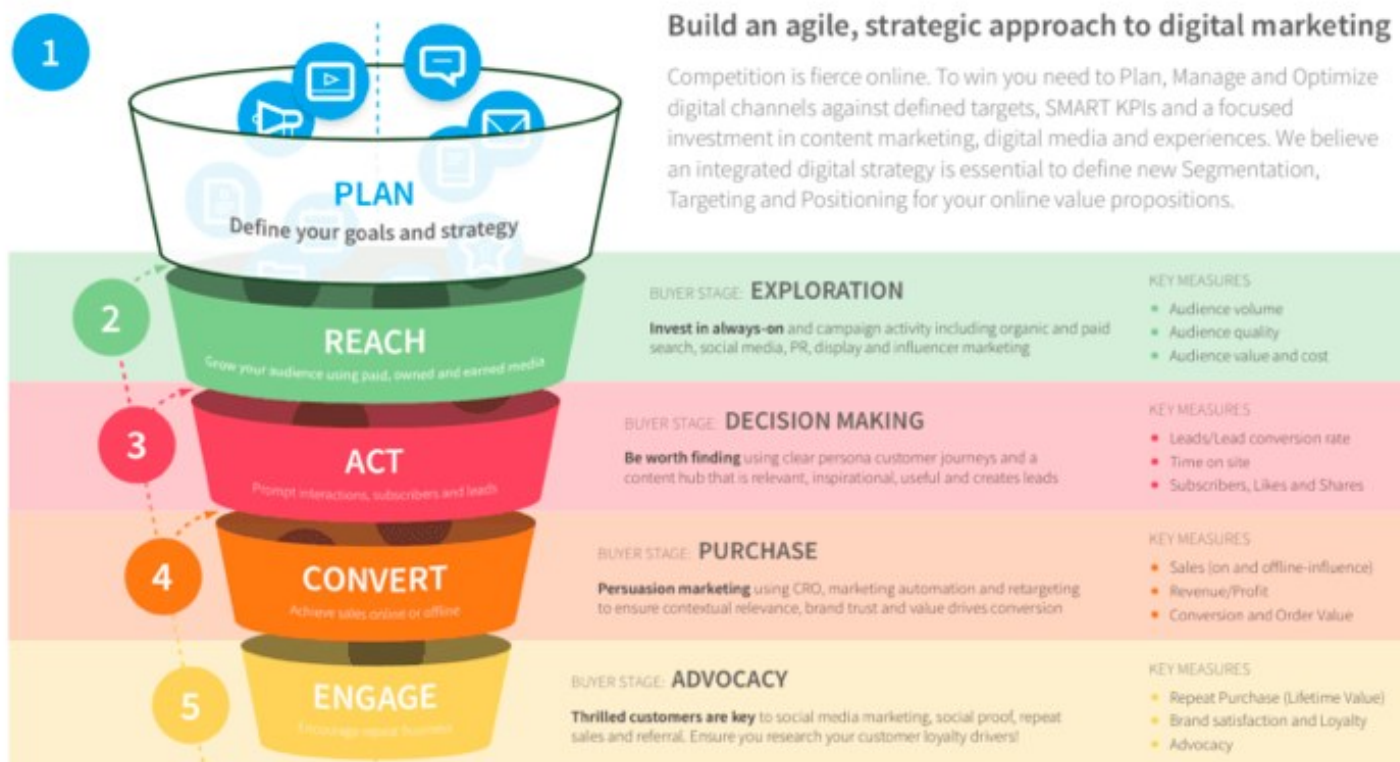 1
Build an agile, strategic approach to digital marketing
Competition is fierce online. To win you need to Plan, Manage and Optimize
digital channels against defined targets, SMART KPIs and a focused
investment in content marketing, digital media and experiences. We believe
an integrated digital strategy is essential to define new Segmentation,
Targeting and Positioning for your online value propositions.
PLAN
Define your goals and strategy
2
REACH
Grow your audience using paid, owned and earned media
BUYER STAGE: EXPLORATION
Invest in always-on and campaign activity including organic and paid
search, social media, PR, display and influencer marketing
KEY MEASURES
• Audience volume
• Audience quality
• Audience value and cost
3
ACT
Prompt interactions, subscribers and leads
BUYER STAGE: DECISION MAKING
Be worth finding using clear persona customer journeys and a
content hub that is relevant, inspirational, useful and creates leads
KEY MEASURES
• Leads/Lead conversion rate
• Time on site
• Subscribers, Likes and Shares
4
CONVERT
Achieve sales online or offline
BUYER STAGE: PURCHASE
Persuasion marketing using CRO, marketing automation and retargeting
to ensure contextual relevance, brand trust and value drives conversion
KEY MEASURES
• Sales (on and offline-influence)
• Revenue/Profit
• Conversion and Order Value
5
ENGAGE
Encourage repeat business
BUYER STAGE: ADVOCACY
Thrilled customers are key to social media marketing, social proof, repeat
sales and referral. Ensure you research your customer loyalty drivers!
KEY MEASURES
• Repeat Purchase (Lifetime Value)
• Brand satisfaction and Loyalty
• Advocacy